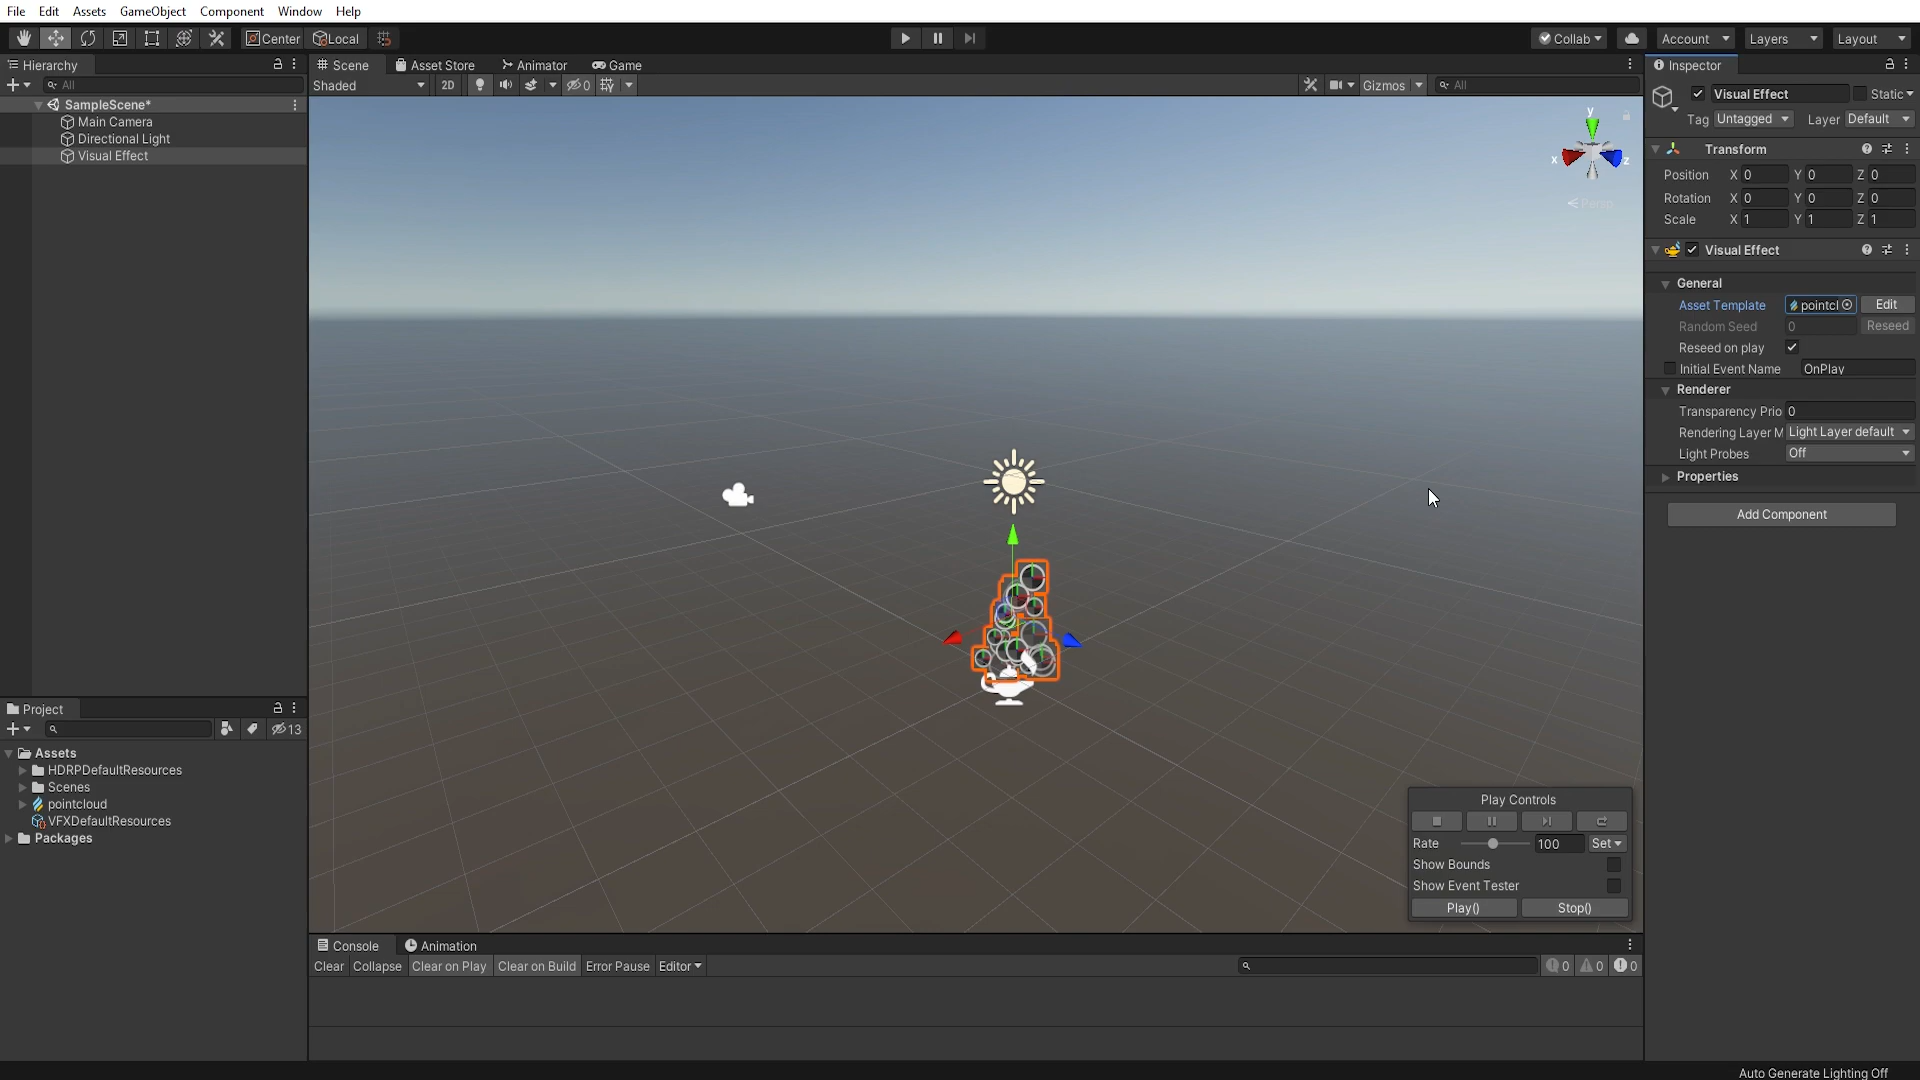 File Edit Assets GameObject Component Window Help
Center Local
Collab Account Layers Layout
Hierarchy
All
SampleScene*
Main Camera
Directional Light
Visual Effect
Project
13
Assets
HDRPDefaultResources
Scenes
pointcloud
VFXDefaultResources
Packages
Scene Asset Store Animator Game
Shaded 2D 0 Gizmos All
y
x z
Persp
Play Controls
Rate 100 Set
Show Bounds
Show Event Tester
Play() Stop()
Console Animation
Clear Collapse Clear on Play Clear on Build Error Pause Editor 0 0 0
Inspector
Visual Effect Static
Tag Untagged Layer Default
Transform
Position X 0 Y 0 Z 0
Rotation X 0 Y 0 Z 0
Scale X 1 Y 1 Z 1
Visual Effect
General
Asset Template pointcl Edit
Random Seed 0 Reseed
Reseed on play
Initial Event Name OnPlay
Renderer
Transparency Prio 0
Rendering Layer M Light Layer default
Light Probes Off
Properties
Add Component
Auto Generate Lighting Off